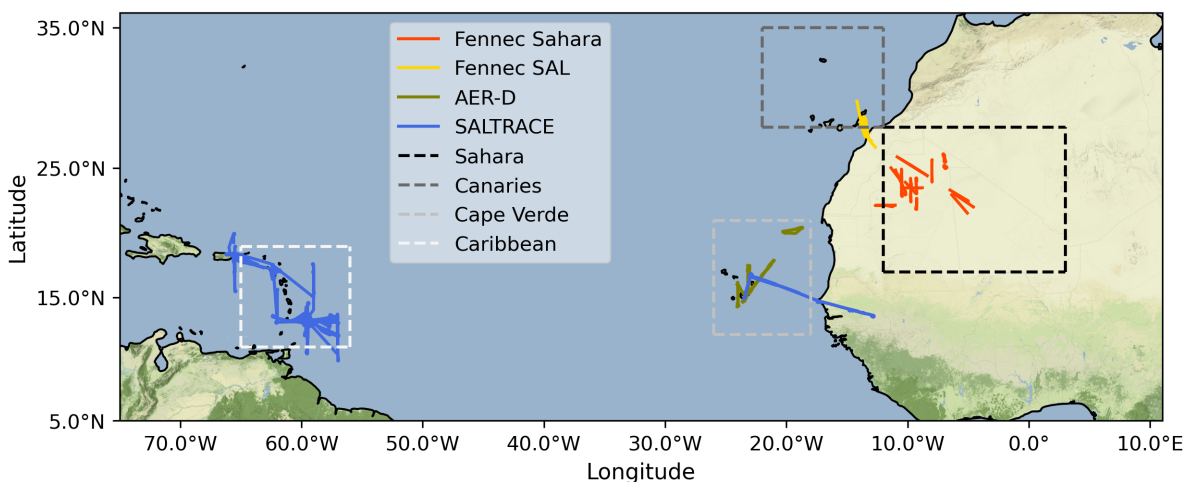 35.0°N
25.0°N
15.0°N
5.0°N
Latitude
Fennec Sahara
Fennec SAL
AER-D
SALTRACE
Sahara
Canaries
Cape Verde
Caribbean
70.0°W
60.0°W
50.0°W
40.0°W
30.0°W
20.0°W
10.0°W
0.0°
10.0°E
Longitude